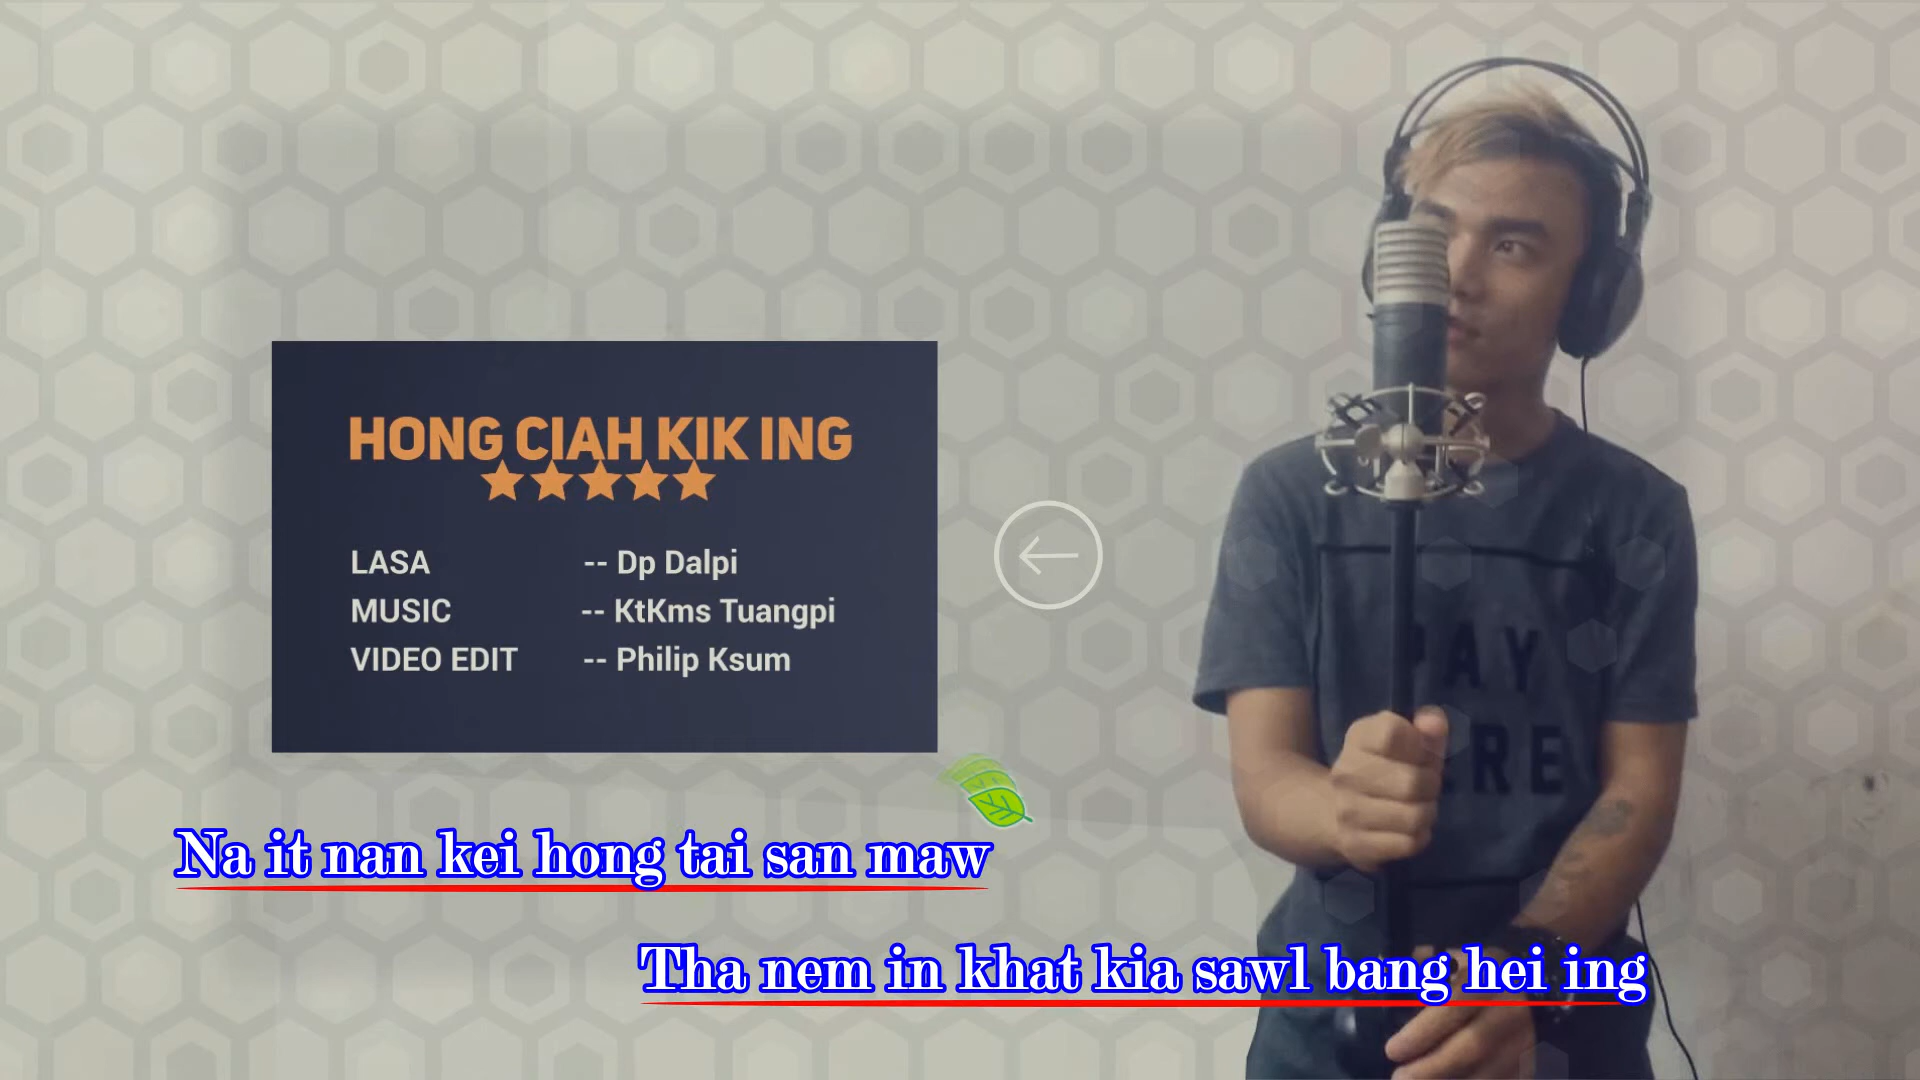 HONG CIAH KIK ING
LASA -- Dp Dalpi
MUSIC -- KtKms Tuangpi
VIDEO EDIT -- Philip Ksum
Na it nan kei hong tai san maw
Tha nem in khat kia sawl bang hei ing